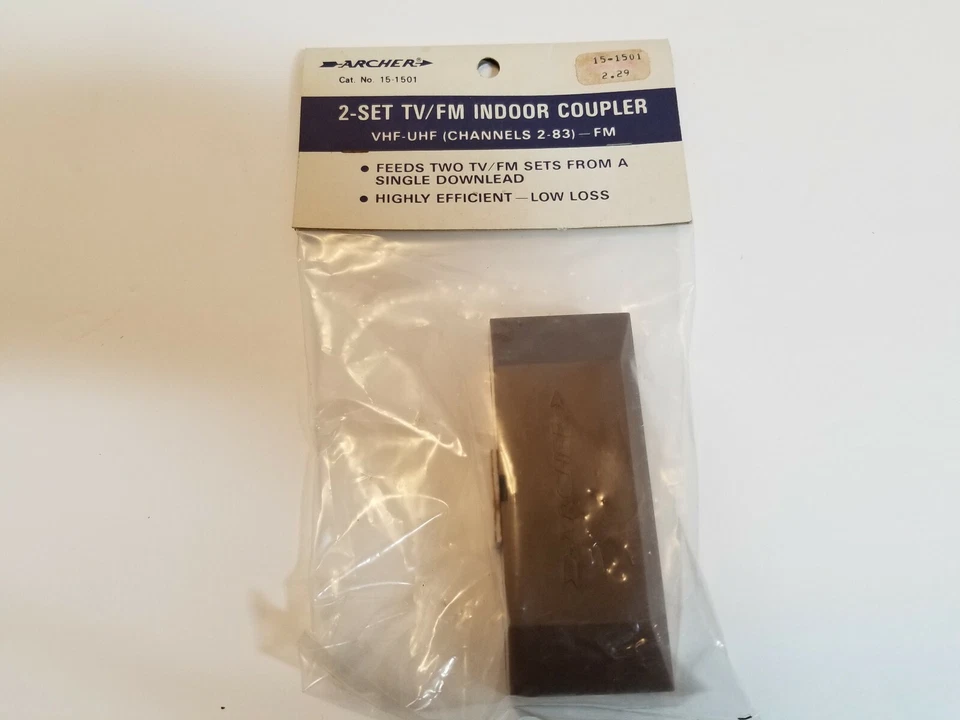 ARCHER®
Cat. No. 15-1501
15-1501
2.29
2-SET TV/FM INDOOR COUPLER
VHF-UHF (CHANNELS 2-83) — FM
• FEEDS TWO TV/FM SETS FROM A
SINGLE DOWNLEAD
• HIGHLY EFFICIENT — LOW LOSS
ARCHER